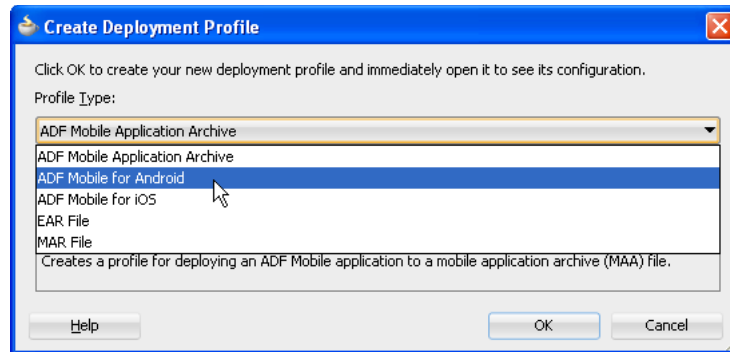 Create Deployment Profile
Click OK to create your new deployment profile and immediately open it to see its configuration.
Profile Type:
ADF Mobile Application Archive
ADF Mobile Application Archive
ADF Mobile for Android
ADF Mobile for iOS
EAR File
MAR File
Creates a profile for deploying an ADF Mobile application to a mobile application archive (MAA) file.
Help
OK
Cancel